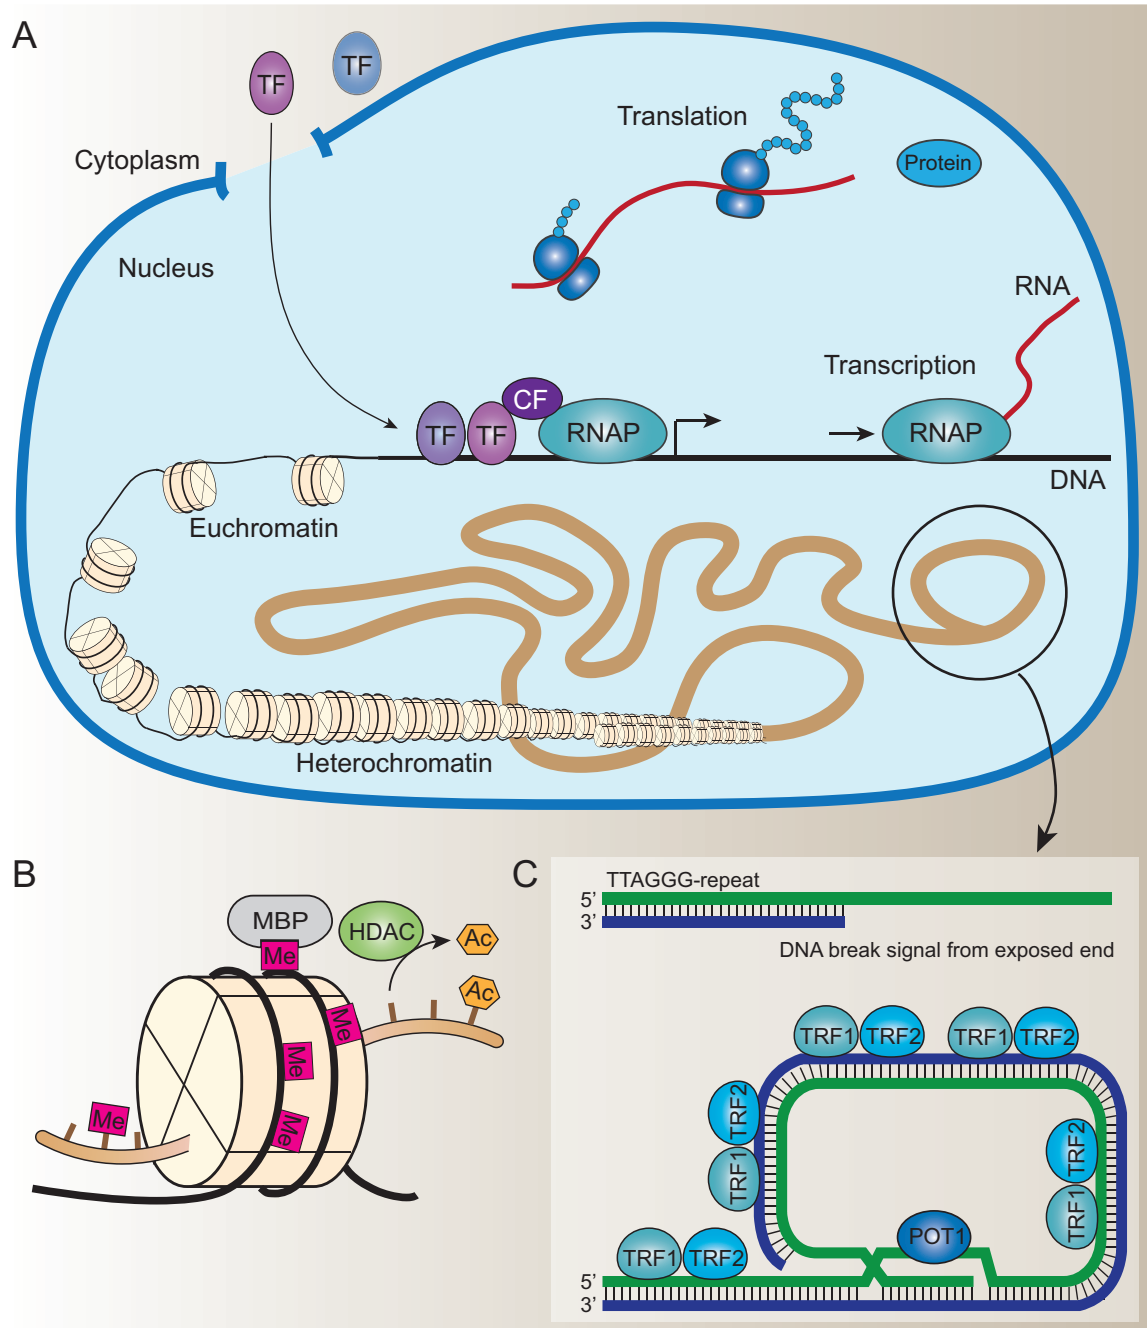 A
TF
TF
Cytoplasm
Nucleus
Translation
Protein
RNA
Transcription
TF
TF
CF
RNAP
RNAP
DNA
Euchromatin
Heterochromatin
B
MBP
HDAC
Ac
Me
Ac
Me
Me
Me
Me
C
TTAGGG-repeat
5’
3’
DNA break signal from exposed end
TRF1
TRF2
TRF1
TRF2
TRF2
TRF1
TRF2
TRF1
TRF1
TRF2
POT1
5’
3’